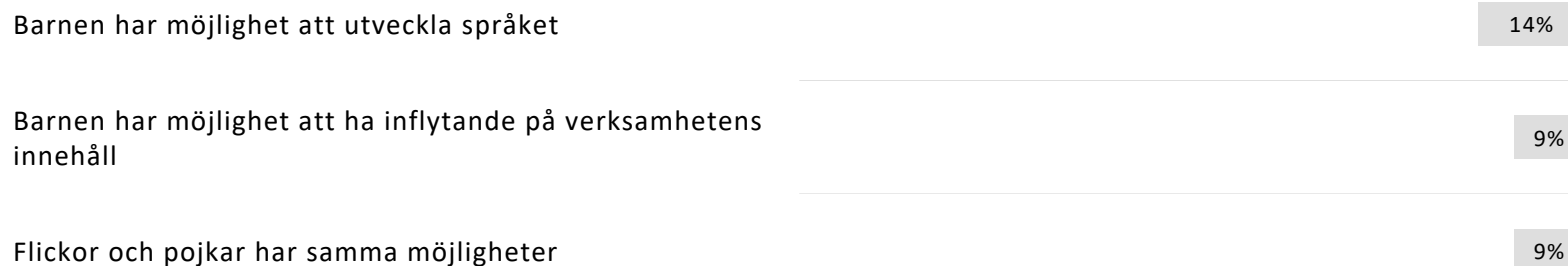 Barnen har möjlighet att utveckla språket
14%
Barnen har möjlighet att ha inflytande på verksamhetens
innehåll
9%
Flickor och pojkar har samma möjligheter
9%